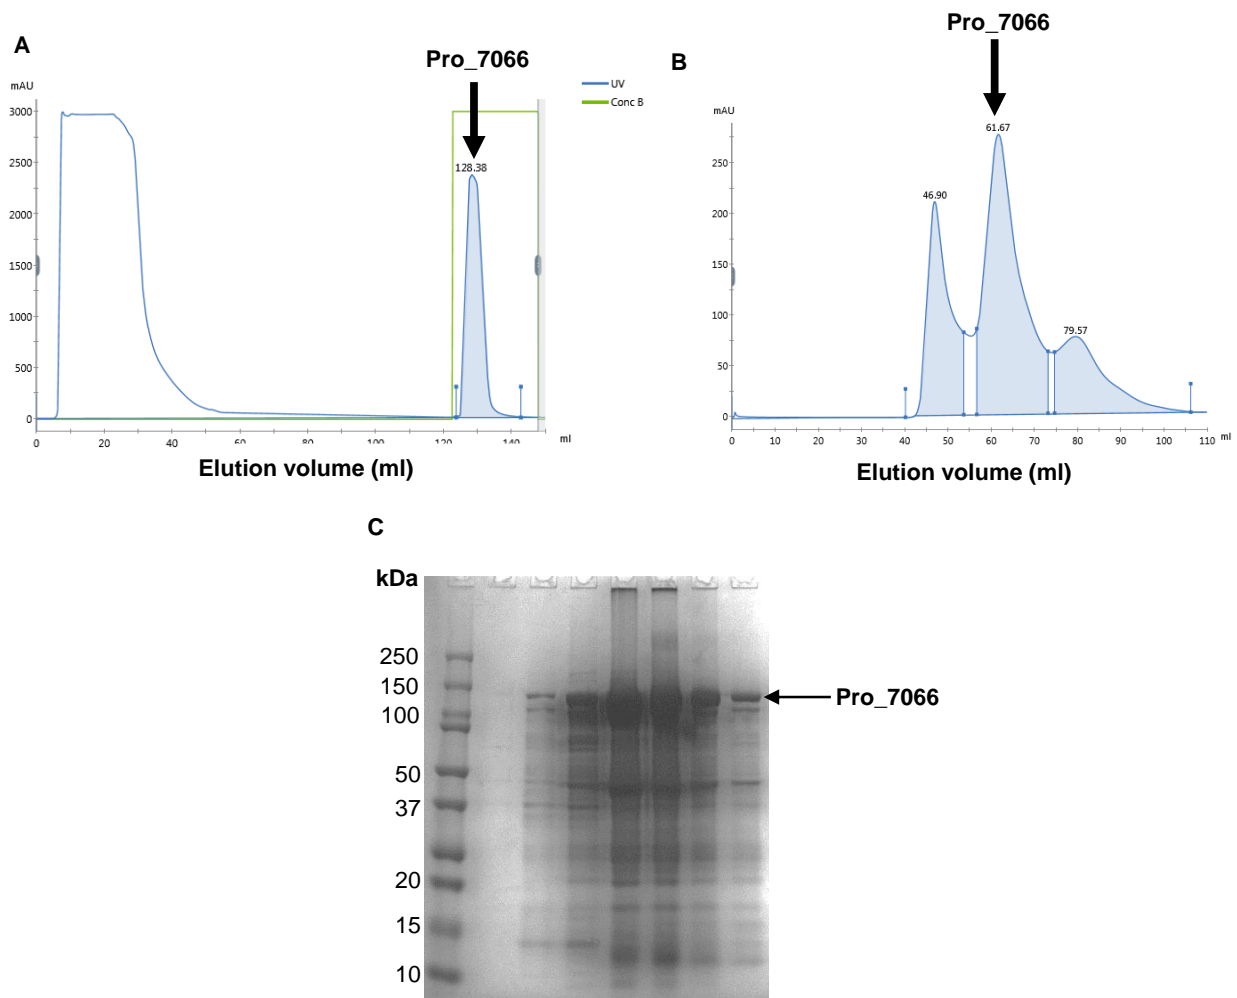 A
Pro_7066
mAU
UV
Conc B
3000
2500
2000
1500
1000
500
0
128.38
0 20 40 60 80 100 120 140 ml
Elution volume (ml)
Pro_7066
B
mAU
250
200
150
100
50
0
46.90
61.67
79.57
0 10 20 30 40 50 60 70 80 90 100 110 ml
Elution volume (ml)
C
kDa
250
150
100
50
37
20
15
10
Pro_7066